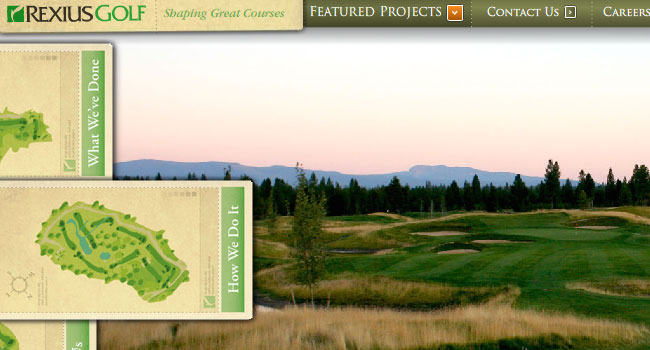 REXIUS GOLF
Shaping Great Courses
FEATURED PROJECTS
CONTACT US
CAREERS
What We've Done
How We Do It